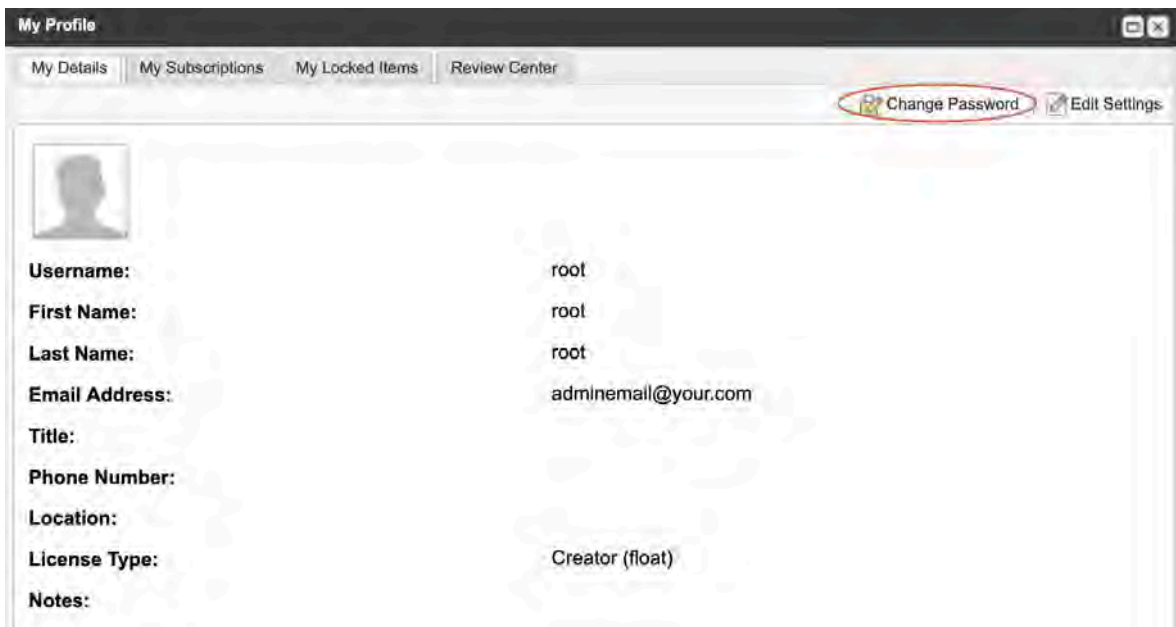 My Profile
My Details My Subscriptions My Locked Items Review Center
Change Password Edit Settings
Username: root
First Name: root
Last Name: root
Email Address: adminemail@your.com
Title:
Phone Number:
Location:
License Type: Creator (float)
Notes: